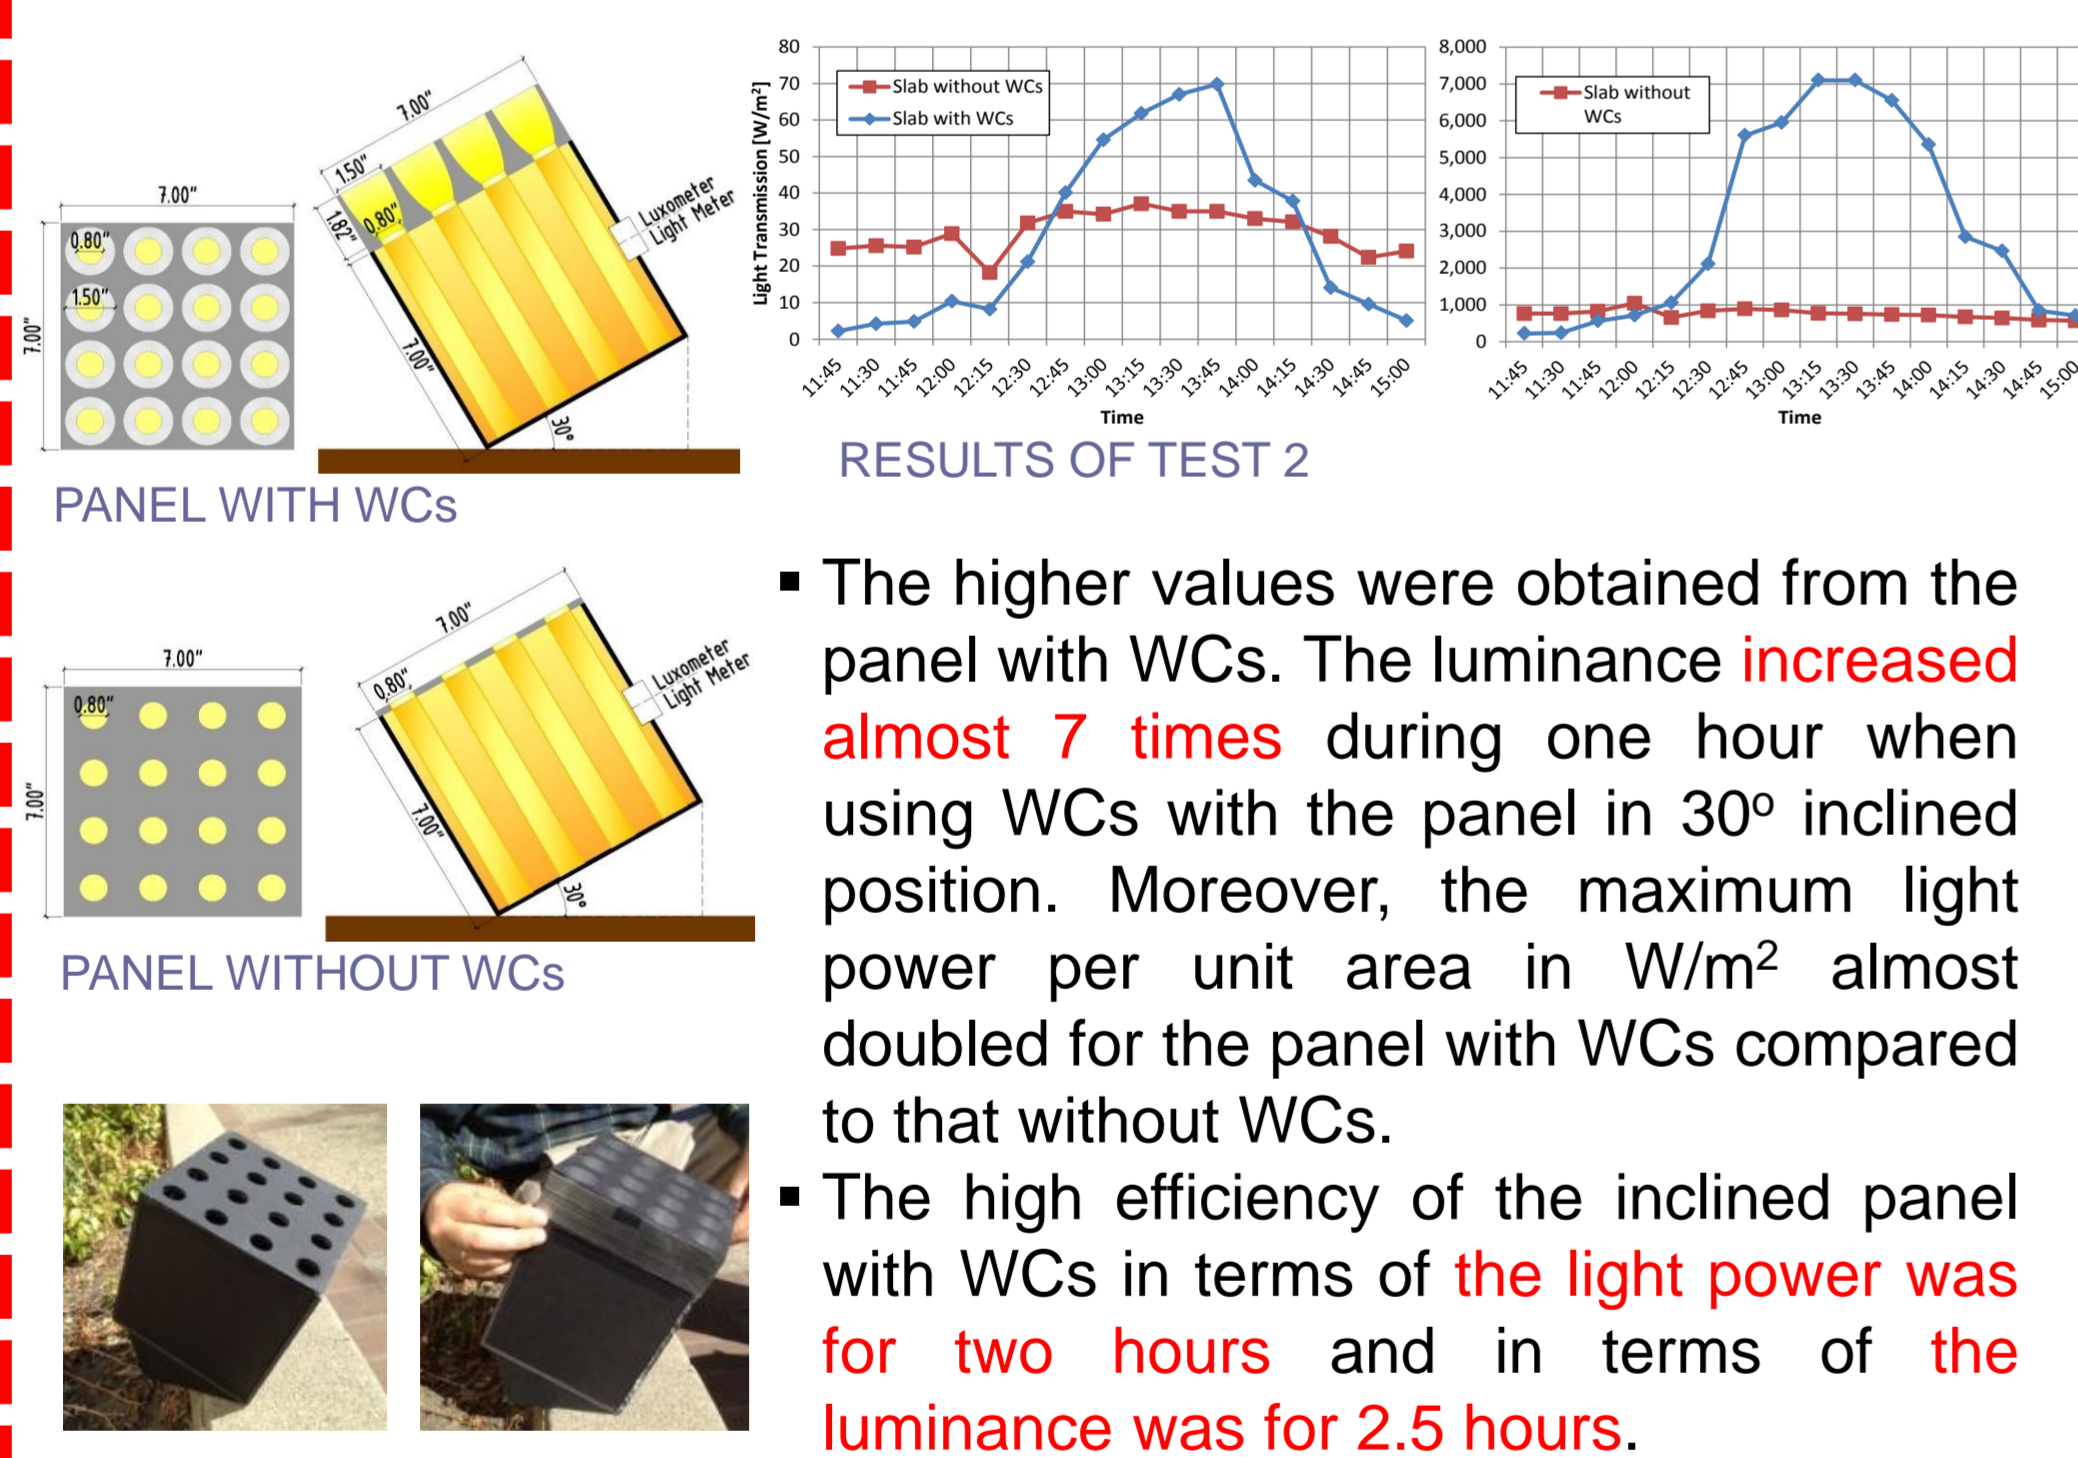 7.00"
0.80"
1.50"
7.00"
7.00"
1.50"
0.80"
1.82"
7.00"
30°
Luxometer
Light Meter
PANEL WITH WCs
7.00"
0.80"
7.00"
7.00"
0.80"
7.00"
30°
Luxometer
Light Meter
PANEL WITHOUT WCs
80
70
60
50
40
30
20
10
0
Light Transmission [W/m²]
Slab without WCs
Slab with WCs
11:45 11:30 11:45 12:00 12:15 12:30 12:45 13:00 13:15 13:30 13:45 14:00 14:15 14:30 14:45 15:00
Time
8,000
7,000
6,000
5,000
4,000
3,000
2,000
1,000
0
Slab without
WCs
11:45 11:30 11:45 12:00 12:15 12:30 12:45 13:00 13:15 13:30 13:45 14:00 14:15 14:30 14:45 15:00
Time
RESULTS OF TEST 2
▪ The higher values were obtained from the
panel with WCs. The luminance increased
almost 7 times during one hour when
using WCs with the panel in 30º inclined
position. Moreover, the maximum light
power per unit area in W/m² almost
doubled for the panel with WCs compared
to that without WCs.
▪ The high efficiency of the inclined panel
with WCs in terms of the light power was
for two hours and in terms of the
luminance was for 2.5 hours.